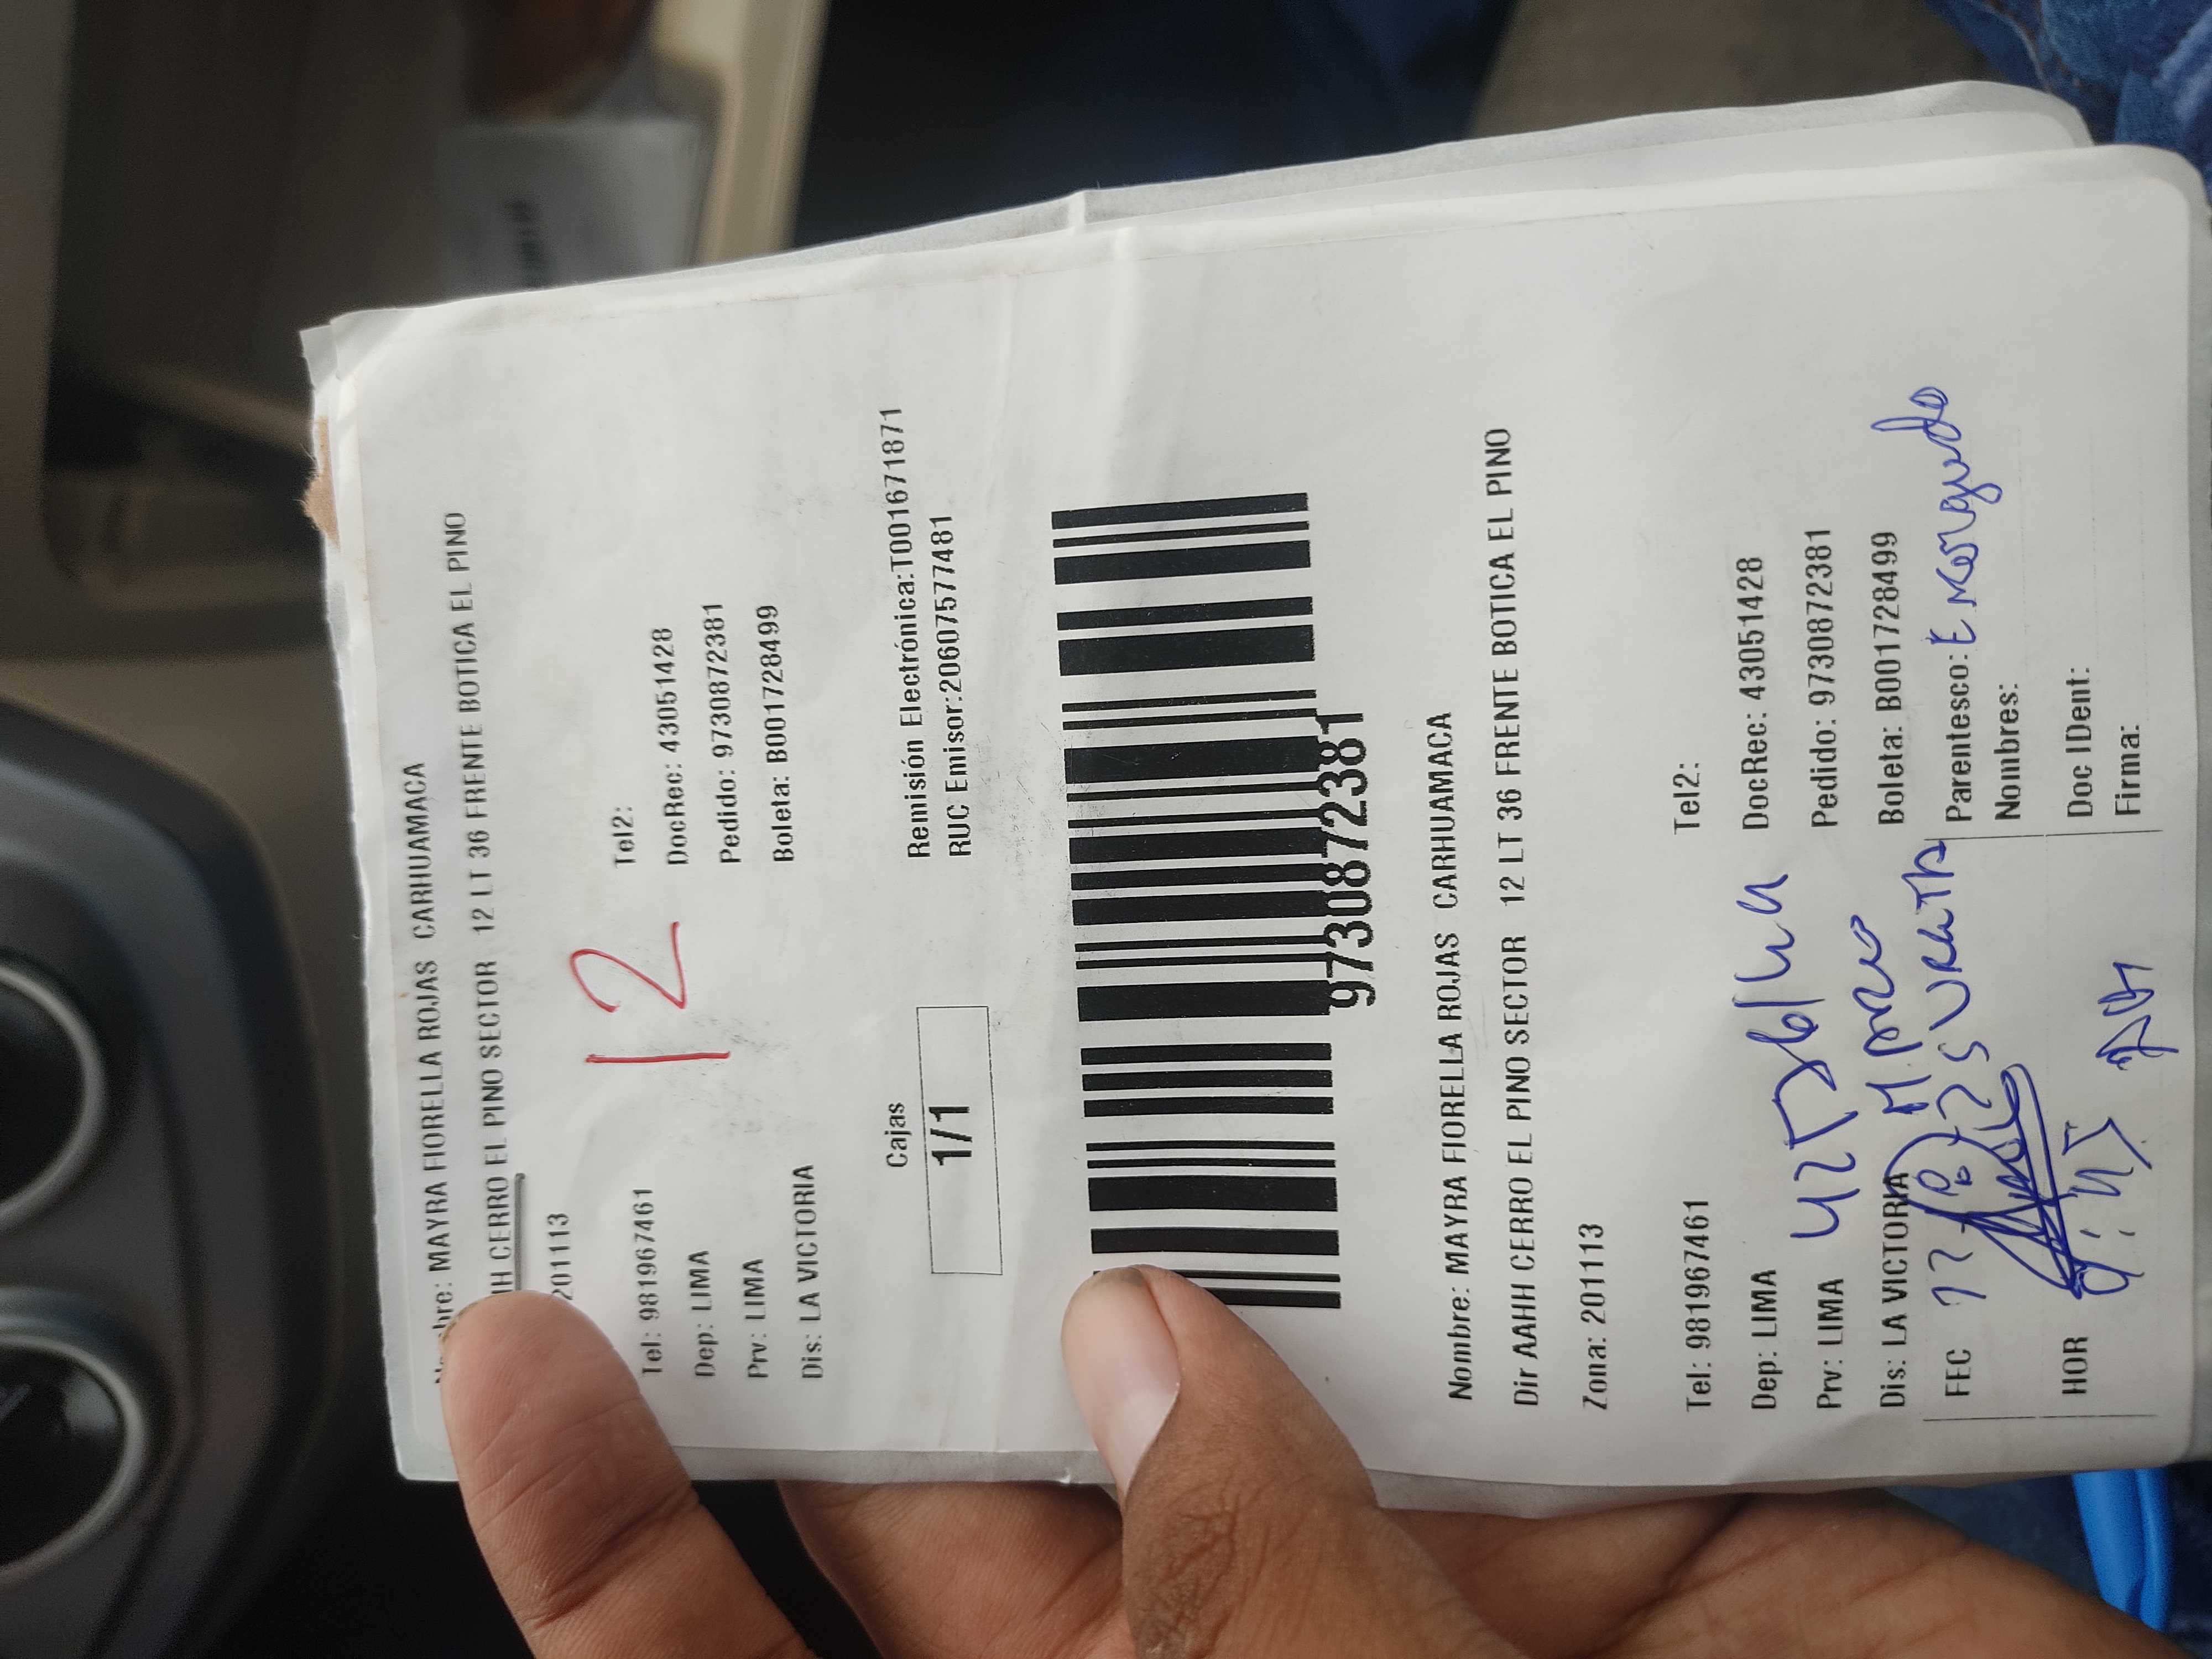 bre: MAYRA FIORELLA ROJAS CARHUAMACA
HH CERRO EL PINO SECTOR 12 LT 36 FRENTE BOTICA EL PINO
201113
12
Tel: 981967461 Tel2:
Dep: LIMA DocRec: 43051428
Prv: LIMA Pedido: 9730872381
Dis: LA VICTORIA Boleta: B001728499
Cajas
1/1
Remisión Electrónica:T001671871
RUC Emisor:20607577481
9730872381
Nombre: MAYRA FIORELLA ROJAS CARHUAMACA
Dir AAHH CERRO EL PINO SECTOR 12 LT 36 FRENTE BOTICA EL PINO
Zona: 201113
Tel: 981967461 Tel2:
Dep: LIMA DocRec: 43051428
Prv: LIMA Pedido: 9730872381
Dis: LA VICTORIA Boleta: B001728499
FEC Parentesco: Encargado
Nombres:
HOR Doc IDent:
Firma: